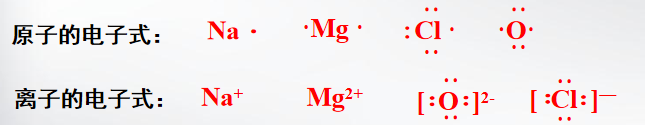 原子的电子式： Na · ·Mg · :Cl · ·O·
离子的电子式： Na⁺ Mg²⁺ [:O:]²⁻ [:Cl:]⁻